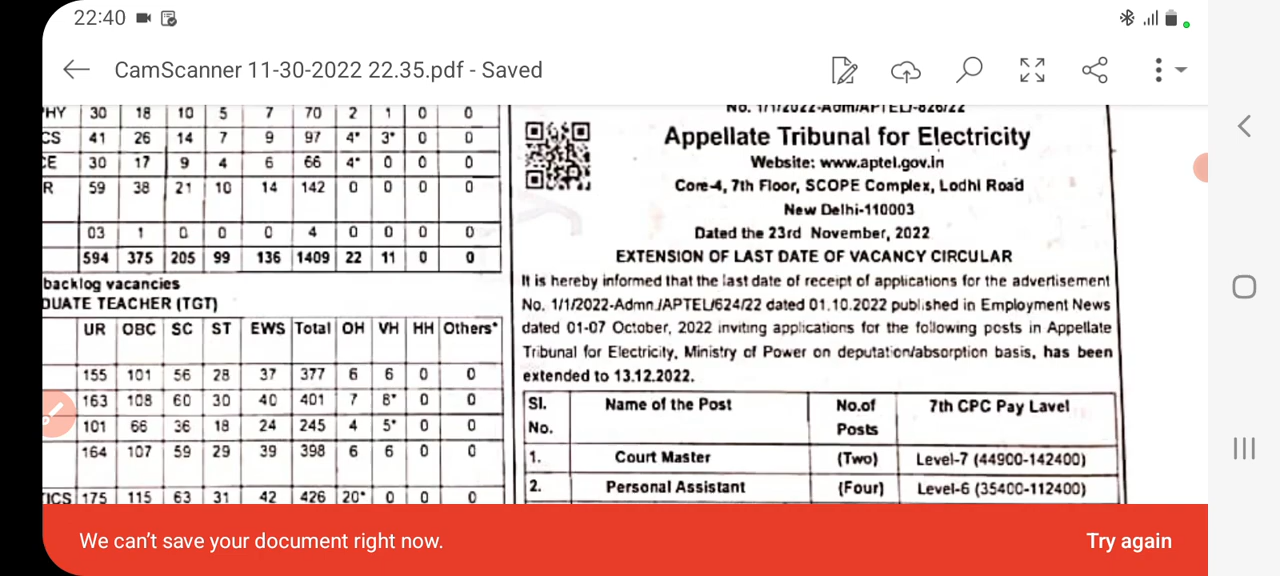 22:40
CamScanner 11-30-2022 22.35.pdf - Saved
PHY 30 18 10 5 7 70 2 1 0 0
CS 41 26 14 7 9 97 4* 3* 0 0
CE 30 17 9 4 6 66 4* 0 0 0
R 59 38 21 10 14 142 0 0 0 0
03 1 0 0 0 4 0 0 0 0
594 375 205 99 136 1409 22 11 0 0
backlog vacancies
DUATE TEACHER (TGT)
UR OBC SC ST EWS Total OH VH HH Others*
155 101 56 28 37 377 6 6 0 0
163 108 60 30 40 401 7 8* 0 0
101 66 36 18 24 245 4 5* 0 0
164 107 59 29 39 398 6 6 0 0
ICS 175 115 63 31 42 426 20* 0 0 0
No. 1/1/2022-Adm/APTEL/-826/22
Appellate Tribunal for Electricity
Website: www.aptel.gov.in
Core-4, 7th Floor, SCOPE Complex, Lodhi Road
New Delhi-110003
Dated the 23rd November, 2022
EXTENSION OF LAST DATE OF VACANCY CIRCULAR
It is hereby informed that the last date of receipt of applications for the advertisement
No. 1/1/2022-Admn./APTEL/624/22 dated 01.10.2022 published in Employment News
dated 01-07 October, 2022 inviting applications for the following posts in Appellate
Tribunal for Electricity, Ministry of Power on deputation/absorption basis, has been
extended to 13.12.2022.
Sl. No. Name of the Post No.of Posts 7th CPC Pay Lavel
1. Court Master (Two) Level-7 (44900-142400)
2. Personal Assistant (Four) Level-6 (35400-112400)
We can't save your document right now.
Try again